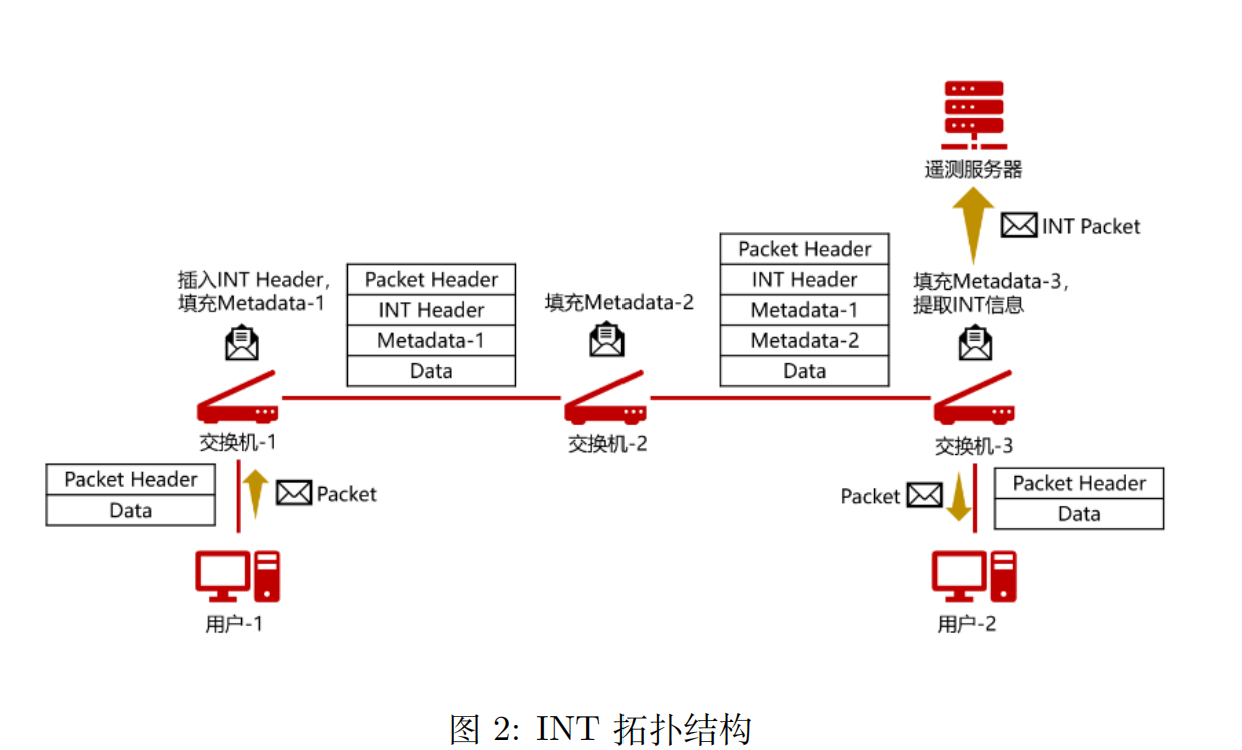 遥测服务器
INT Packet
插入INT Header，
填充Metadata-1
Packet Header
INT Header
Metadata-1
Data
填充Metadata-2
Packet Header
INT Header
Metadata-1
Metadata-2
Data
填充Metadata-3，
提取INT信息
交换机-1
交换机-2
交换机-3
Packet Header
Data
Packet
Packet
Packet Header
Data
用户-1
用户-2
图 2: INT 拓扑结构